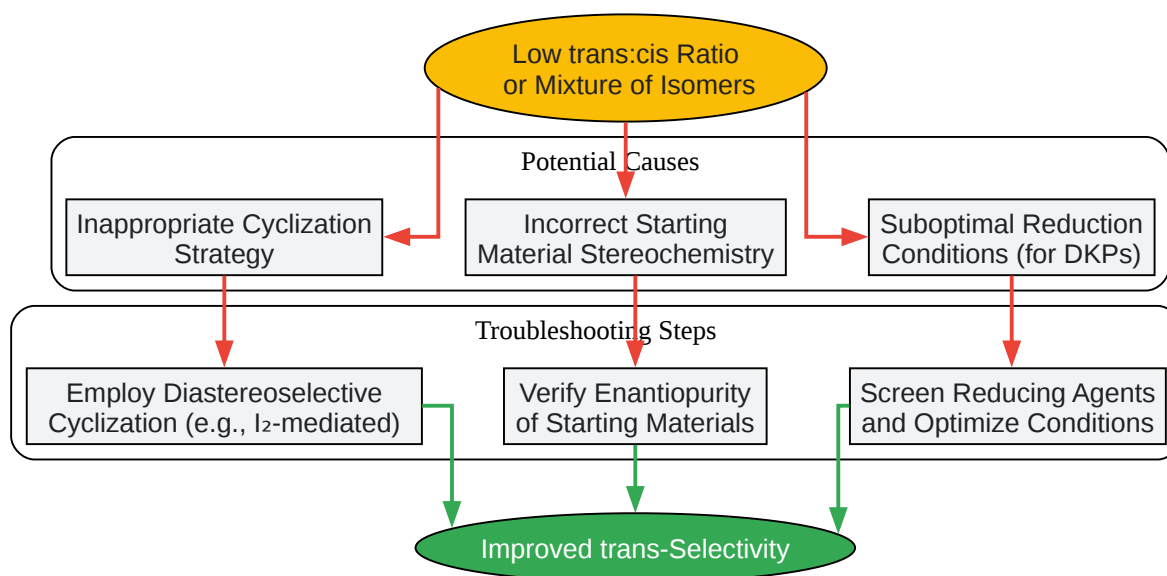 Low trans:cis Ratio
or Mixture of Isomers
Potential Causes
Inappropriate Cyclization
Strategy
Incorrect Starting
Material Stereochemistry
Suboptimal Reduction
Conditions (for DKPs)
Troubleshooting Steps
Employ Diastereoselective
Cyclization (e.g., I₂-mediated)
Verify Enantiopurity
of Starting Materials
Screen Reducing Agents
and Optimize Conditions
Improved trans-Selectivity